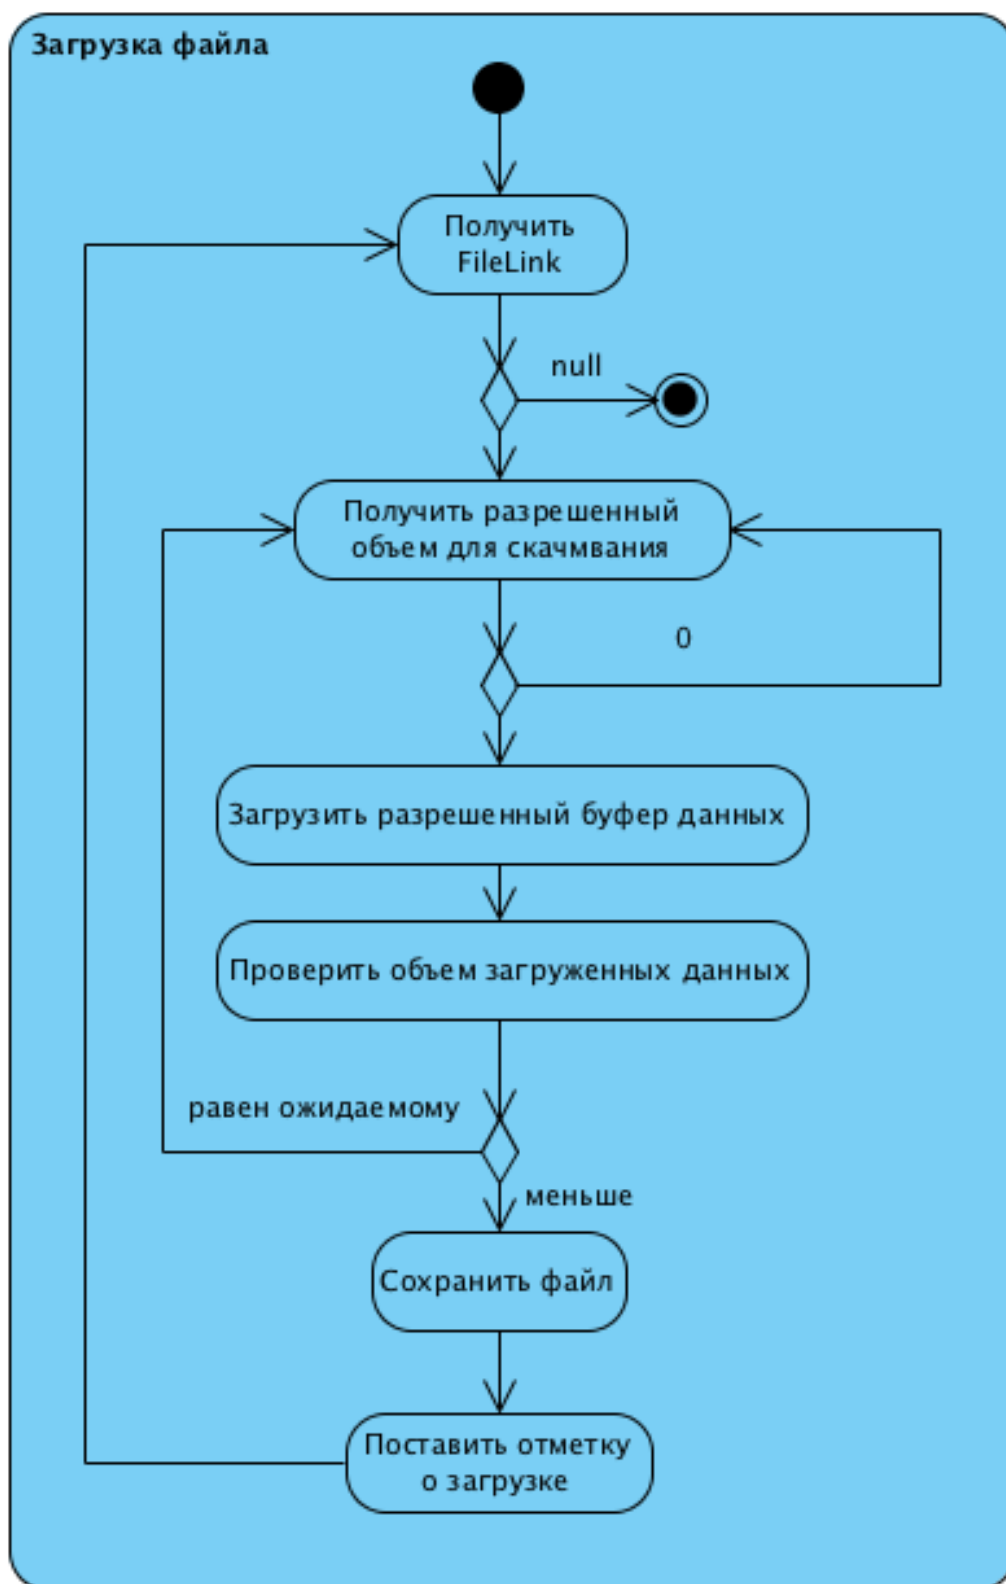 Загрузка файла
Получить
FileLink
null
Получить разрешенный
объем для скачмвания
0
Загрузить разрешенный буфер данных
Проверить объем загруженных данных
равен ожидаемому
меньше
Сохранить файл
Поставить отметку
о загрузке